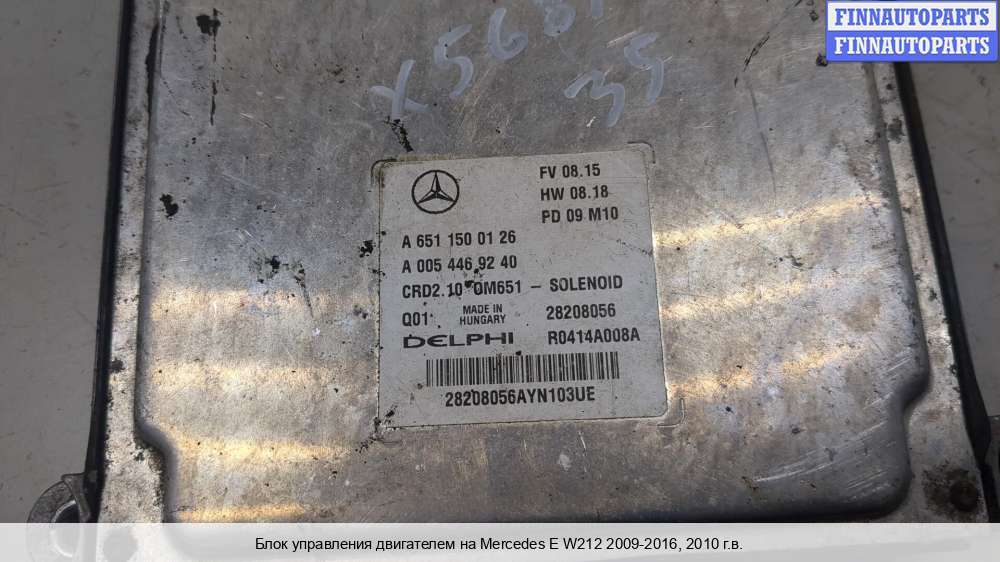 FINNAUTOPARTS
FINNAUTOPARTS
X5681
35
FV 08.15
HW 08.18
PD 09 M10
A 651 150 01 26
A 005 446 92 40
CRD2.10 OM651 - SOLENOID
Q01 MADE IN HUNGARY 28208056
DELPHI R0414A008A
28208056AYN103UE
Блок управления двигателем на Mercedes E W212 2009-2016, 2010 г.в.